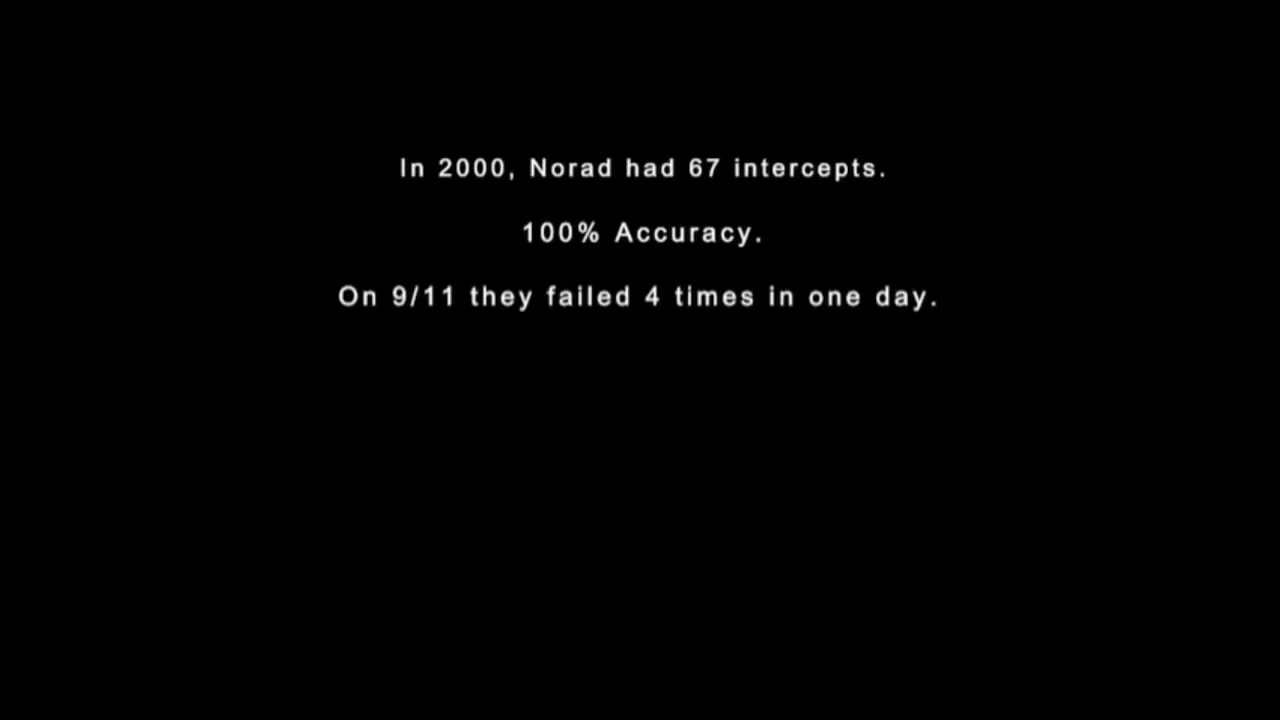 In 2000, Norad had 67 intercepts.
100% Accuracy.
On 9/11 they failed 4 times in one day.